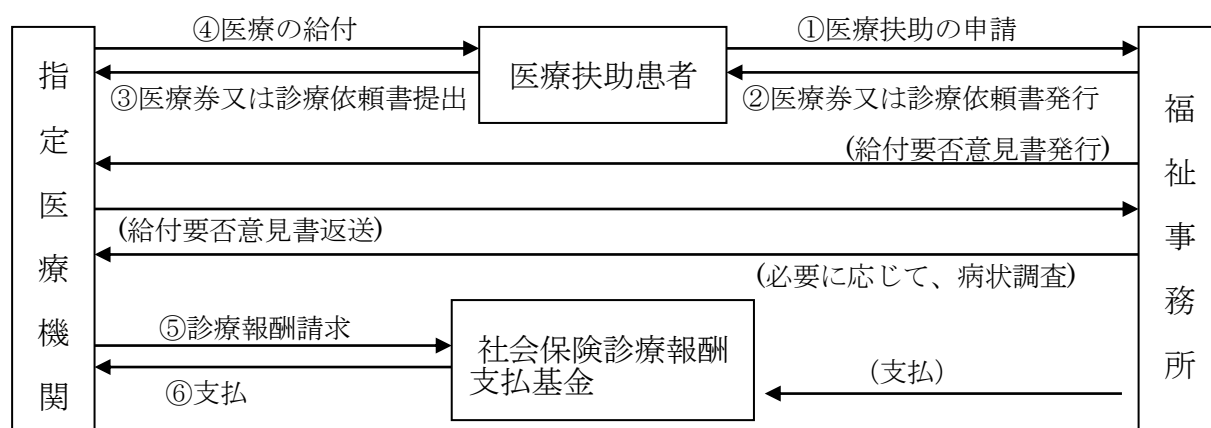 ④医療の給付
①医療扶助の申請
指定医療機関
医療扶助患者
福祉事務所
③医療券又は診療依頼書提出
②医療券又は診療依頼書発行
(給付要否意見書発行)
(給付要否意見書返送)
(必要に応じて、病状調査)
⑤診療報酬請求
社会保険診療報酬
支払基金
⑥支払
(支払)